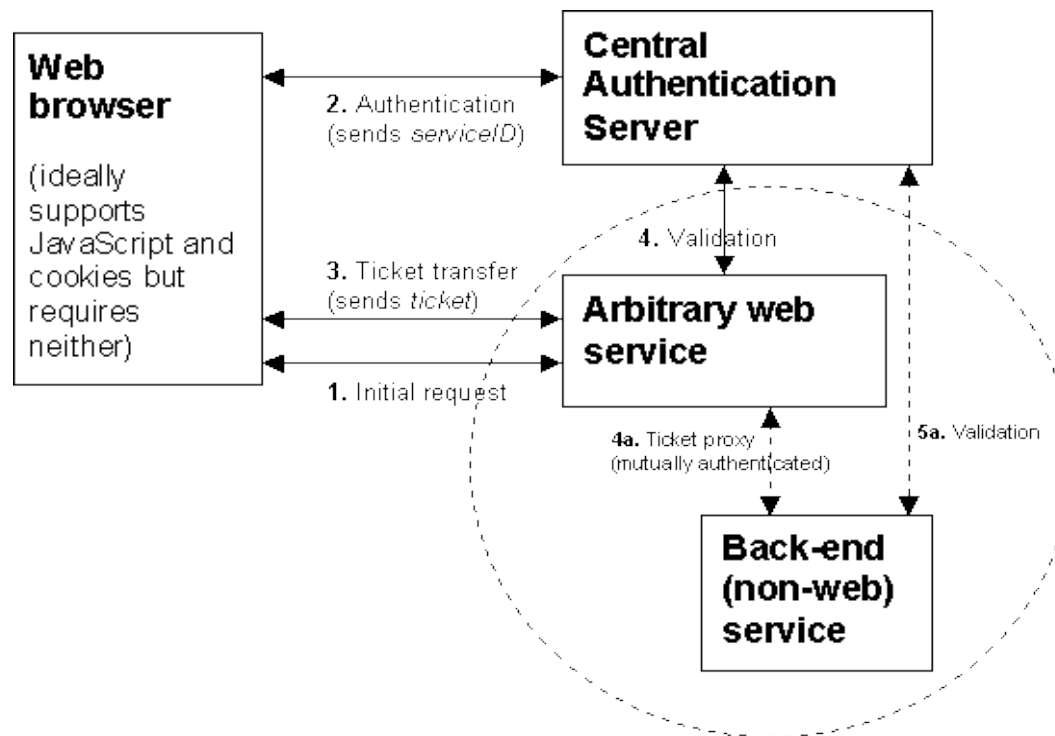 Web
browser
(ideally
supports
JavaScript and
cookies but
requires
neither)
Central
Authentication
Server
2. Authentication
(sends serviceID)
4. Validation
3. Ticket transfer
(sends ticket)
Arbitrary web
service
1. Initial request
4a. Ticket proxy
(mutually authenticated)
5a. Validation
Back-end
(non-web)
service